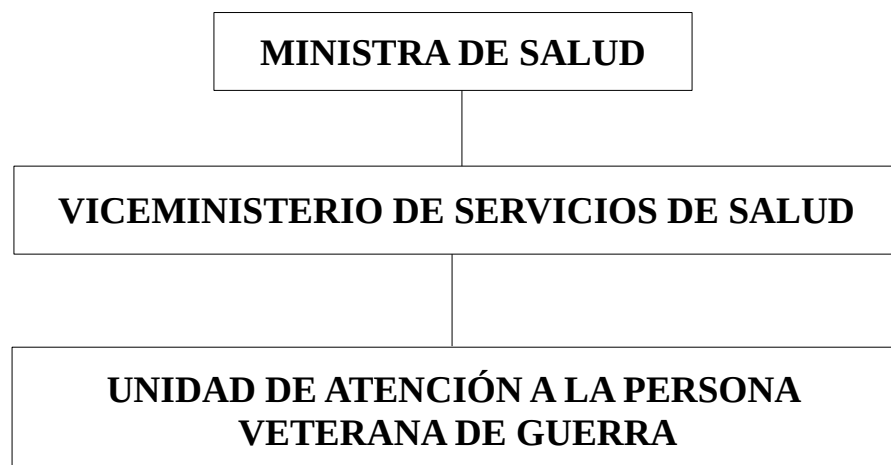 MINISTRA DE SALUD
VICEMINISTERIO DE SERVICIOS DE SALUD
UNIDAD DE ATENCIÓN A LA PERSONA
VETERANA DE GUERRA